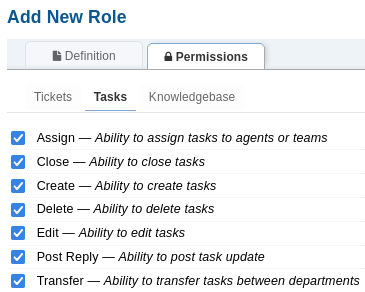 Add New Role
Definition
Permissions
Tickets
Tasks
Knowledgebase
Assign — Ability to assign tasks to agents or teams
Close — Ability to close tasks
Create — Ability to create tasks
Delete — Ability to delete tasks
Edit — Ability to edit tasks
Post Reply — Ability to post task update
Transfer — Ability to transfer tasks between departments